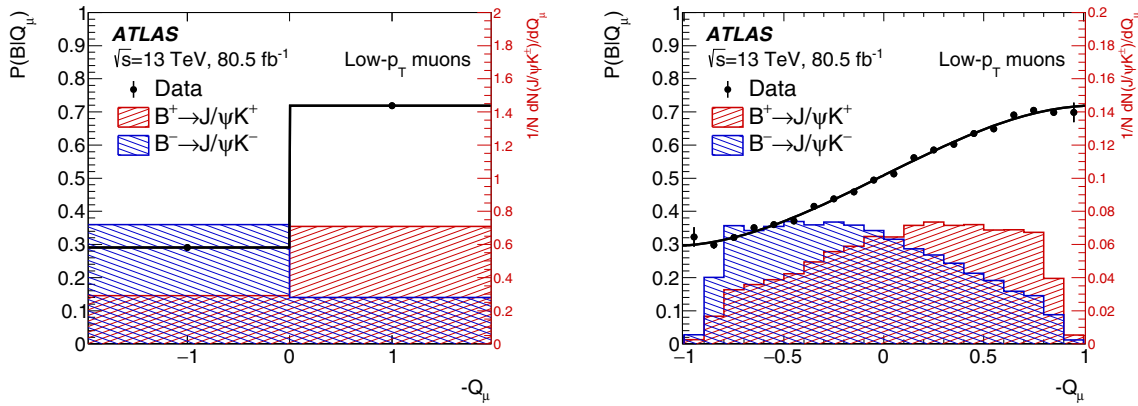 P(B|Q_μ)
1
0.9
0.8
0.7
0.6
0.5
0.4
0.3
0.2
0.1
0
ATLAS
√s=13 TeV, 80.5 fb⁻¹
Low-p_T muons
Data
B⁺→J/ψK⁺
B⁻→J/ψK⁻
2
1.8
1.6
1.4
1.2
1
0.8
0.6
0.4
0.2
0
1/N dN(J/ψK±)/dQ_μ
−1 0 1
-Q_μ
P(B|Q_μ)
1
0.9
0.8
0.7
0.6
0.5
0.4
0.3
0.2
0.1
0
ATLAS
√s=13 TeV, 80.5 fb⁻¹
Low-p_T muons
Data
B⁺→J/ψK⁺
B⁻→J/ψK⁻
0.2
0.18
0.16
0.14
0.12
0.10
0.08
0.06
0.04
0.02
0
1/N dN(J/ψK±)/dQ_μ
−1 −0.5 0 0.5 1
-Q_μ